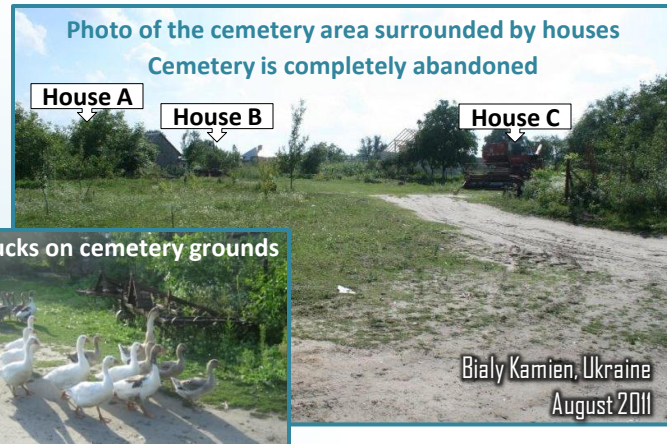 Photo of the cemetery area surrounded by houses
Cemetery is completely abandoned
House A
House B
House C
on cemetery grounds
Bialy Kamien, Ukraine
August 2011